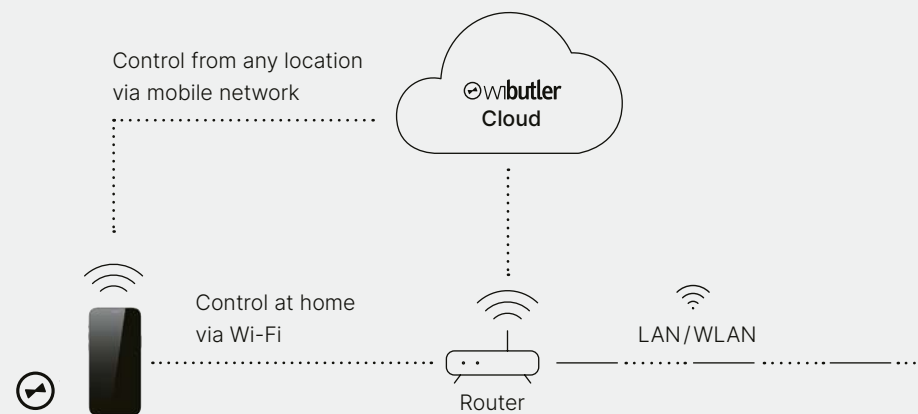 Control from any location
via mobile network
wibutler
Cloud
Control at home
via Wi-Fi
LAN/WLAN
Router